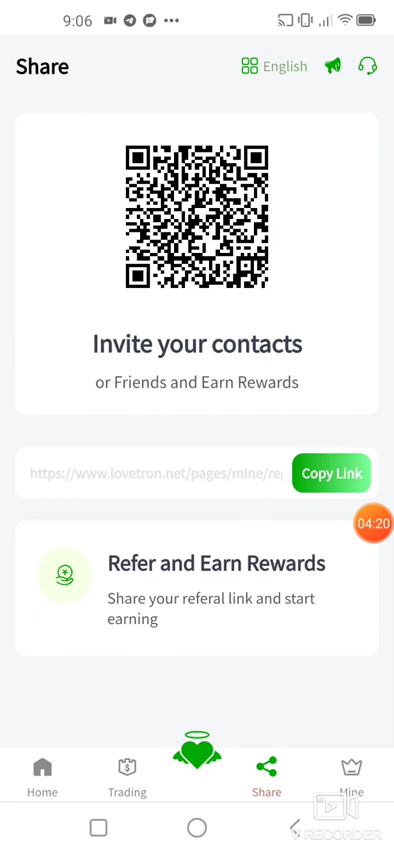 9:06
Share
English
Invite your contacts
or Friends and Earn Rewards
https://www.lovetron.net/pages/mine/re
Copy Link
04:20
Refer and Earn Rewards
Share your referal link and start
earning
Home
Trading
Share
Mine
V RECORDER